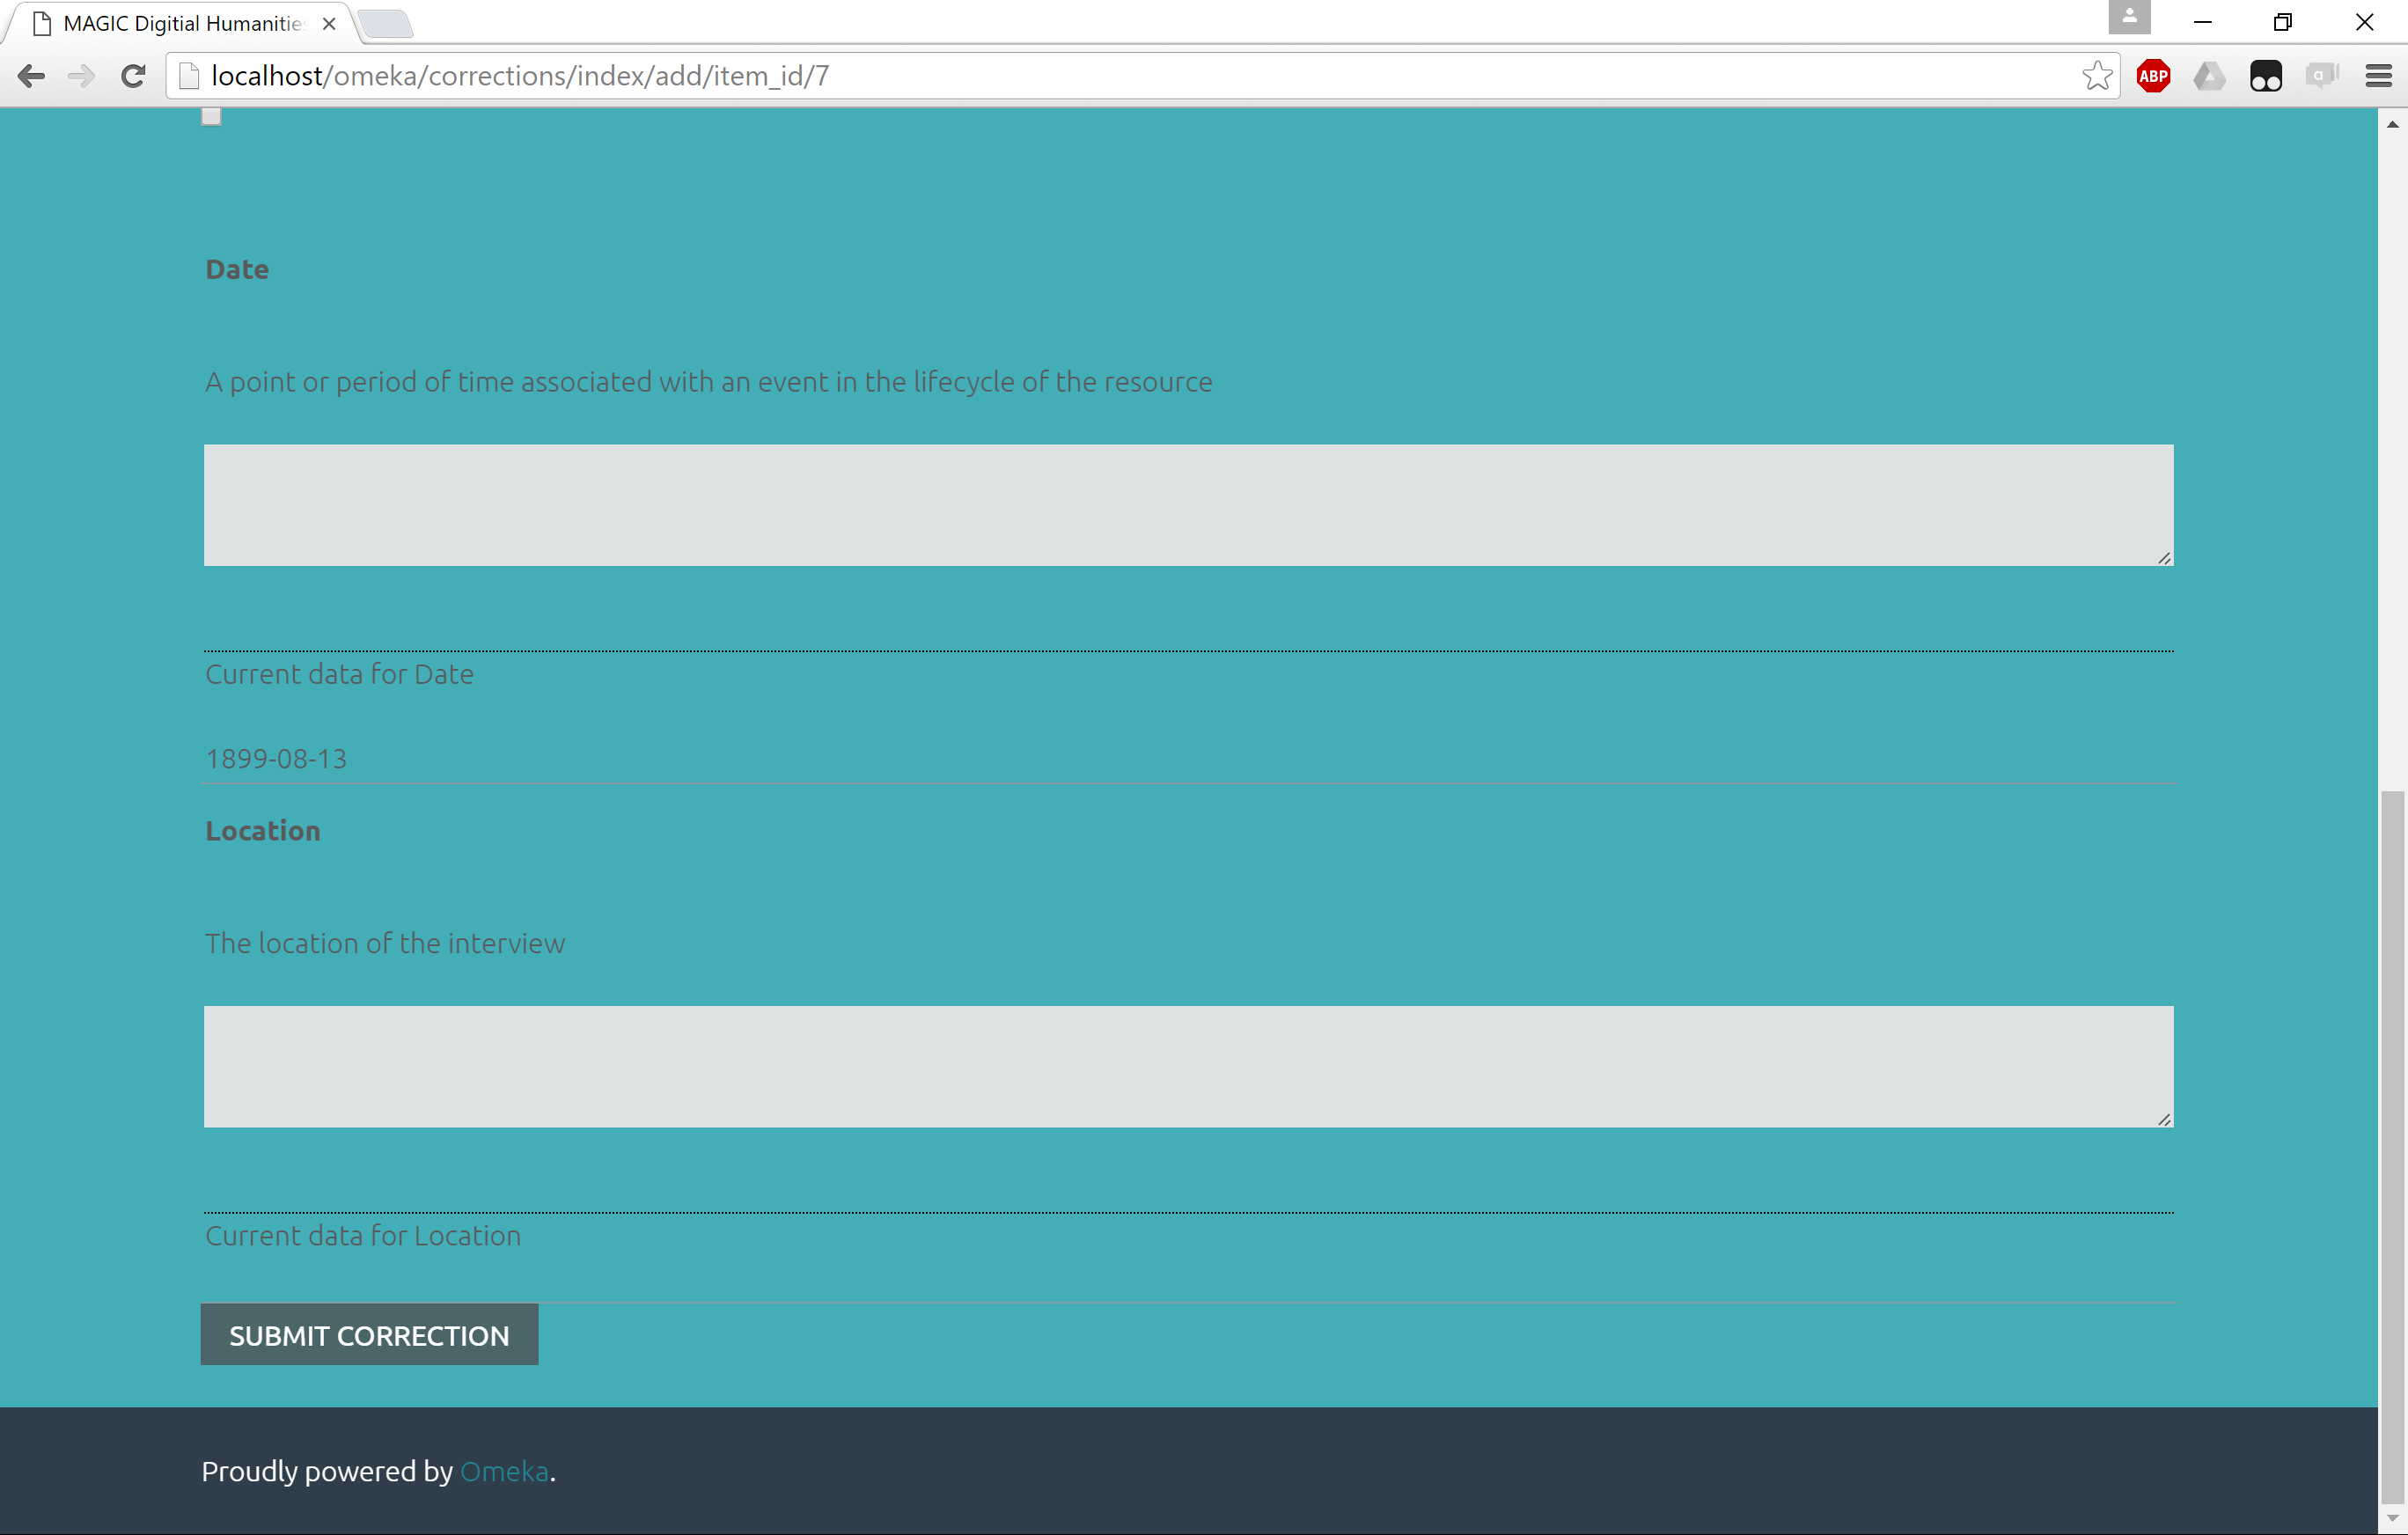 MAGIC Digitial Humanities
localhost/omeka/corrections/index/add/item_id/7
ABP
a
Date
A point or period of time associated with an event in the lifecycle of the resource
Current data for Date
1899-08-13
Location
The location of the interview
Current data for Location
SUBMIT CORRECTION
Proudly powered by Omeka.